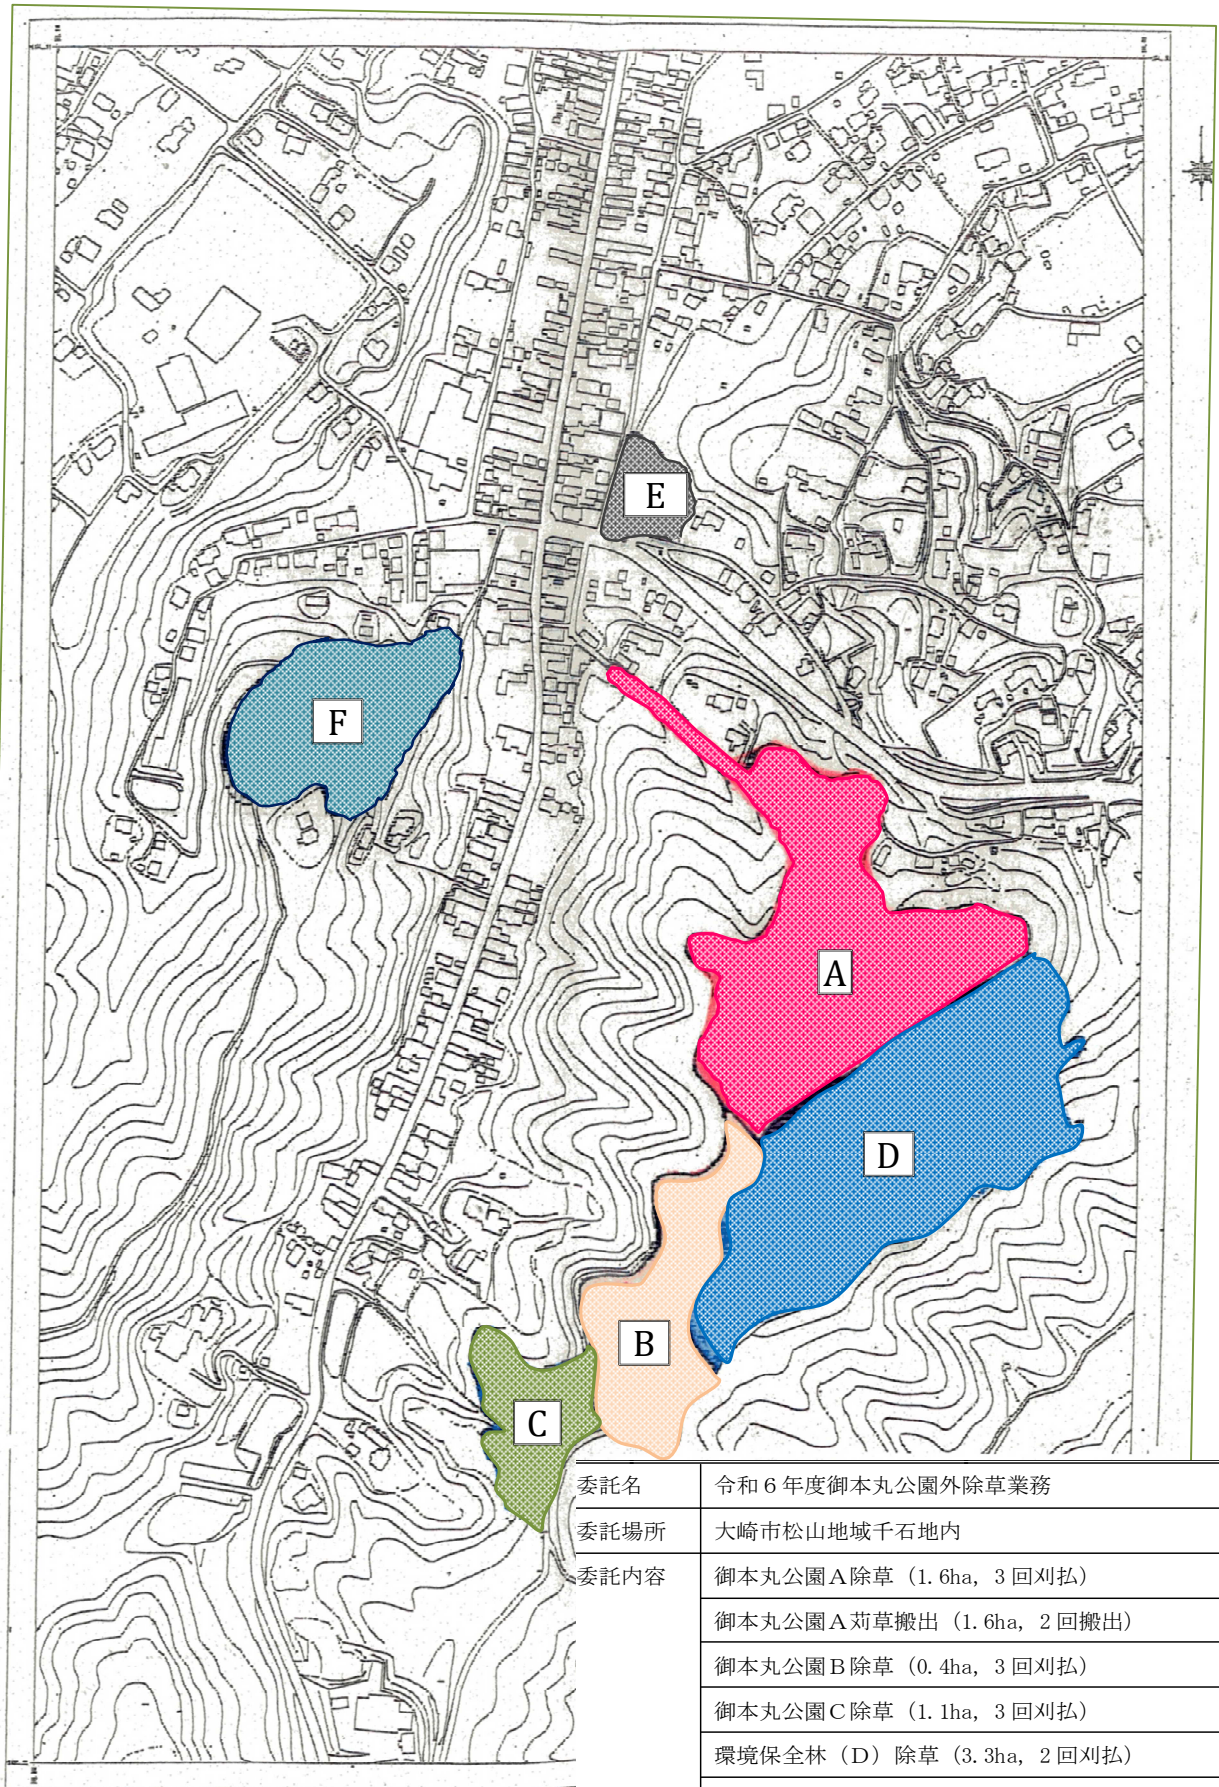 E
F
A
D
B
C
委託名 令和６年度御本丸公園外除草業務
委託場所 大崎市松山地域千石地内
委託内容 御本丸公園Ａ除草（1.6ha，３回刈払）
御本丸公園Ａ苅草搬出（1.6ha，２回搬出）
御本丸公園Ｂ除草（0.4ha，３回刈払）
御本丸公園Ｃ除草（1.1ha，３回刈払）
環境保全林（Ｄ）除草（3.3ha，２回刈払）